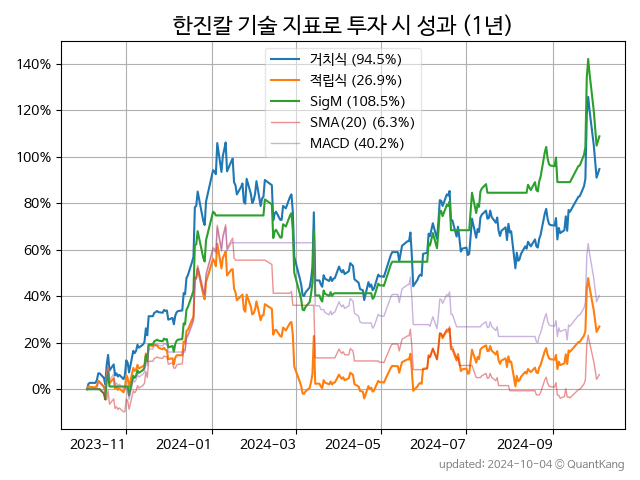 한진칼 기술 지표로 투자 시 성과 (1년)
거치식 (94.5%)
적립식 (26.9%)
SigM (108.5%)
SMA(20) (6.3%)
MACD (40.2%)
140%
120%
100%
80%
60%
40%
20%
0%
2023-11 2024-01 2024-03 2024-05 2024-07 2024-09
updated: 2024-10-04 © QuantKang